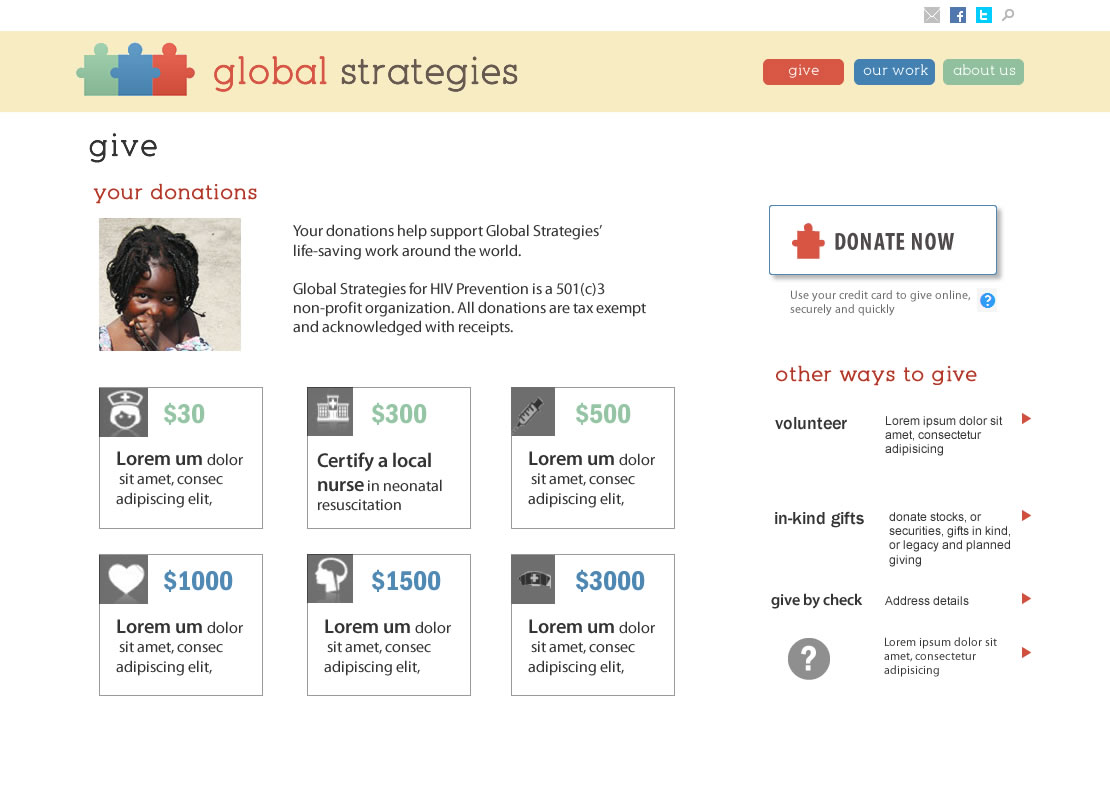 global strategies
give
our work
about us
give
your donations
Your donations help support Global Strategies’
life-saving work around the world.
Global Strategies for HIV Prevention is a 501(c)3
non-profit organization. All donations are tax exempt
and acknowledged with receipts.
$30
Lorem um dolor
sit amet, consec
adipiscing elit,
$300
Certify a local
nurse in neonatal
resuscitation
$500
Lorem um dolor
sit amet, consec
adipiscing elit,
$1000
Lorem um dolor
sit amet, consec
adipiscing elit,
$1500
Lorem um dolor
sit amet, consec
adipiscing elit,
$3000
Lorem um dolor
sit amet, consec
adipiscing elit,
DONATE NOW
Use your credit card to give online,
securely and quickly
?
other ways to give
volunteer
Lorem ipsum dolor sit
amet, consectetur
adipisicing
in-kind gifts
donate stocks, or
securities, gifts in kind,
or legacy and planned
giving
give by check
Address details
?
Lorem ipsum dolor sit
amet, consectetur
adipisicing